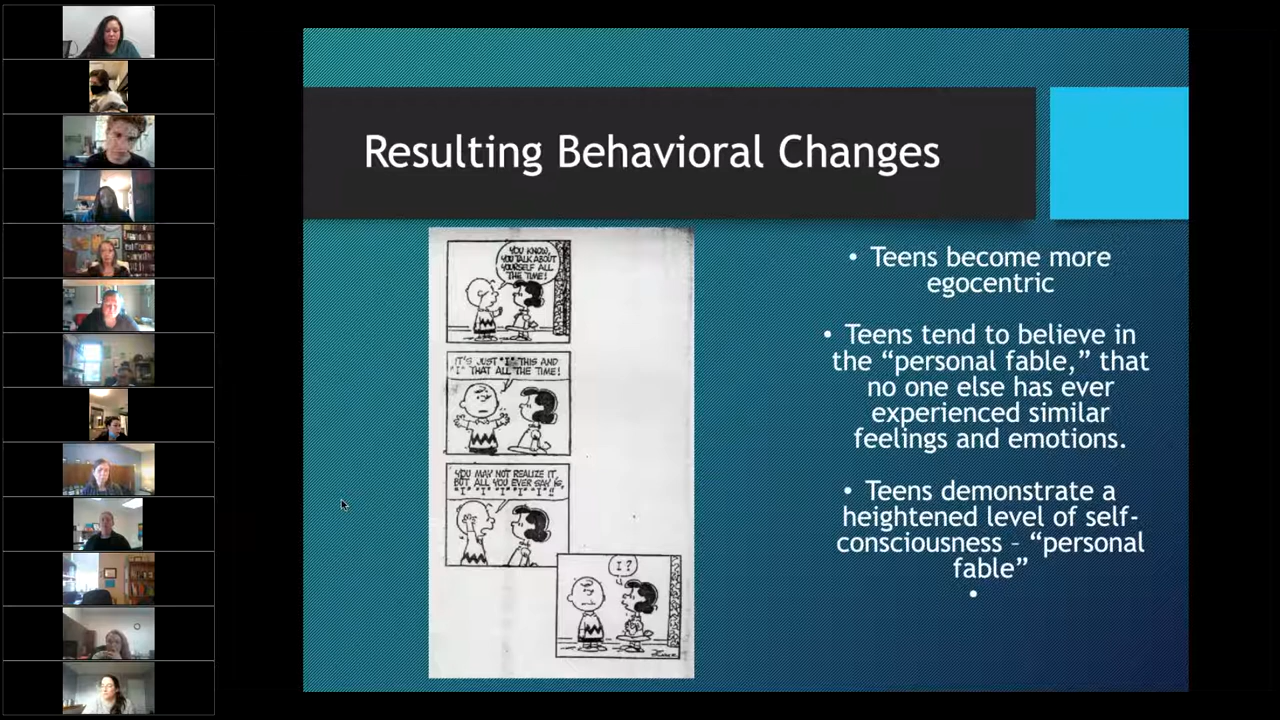 Resulting Behavioral Changes
YOU KNOW,
YOU TALK ABOUT
YOURSELF ALL
THE TIME!
IT'S JUST "I" THIS AND
"I" THAT ALL THE TIME!
YOU MAY NOT REALIZE IT,
BUT ALL YOU EVER SAY IS,
"I" "I" "I" "I" "I"!!
I?
• Teens become more
egocentric
• Teens tend to believe in
the “personal fable,” that
no one else has ever
experienced similar
feelings and emotions.
• Teens demonstrate a
heightened level of self-
consciousness – “personal
fable”
•